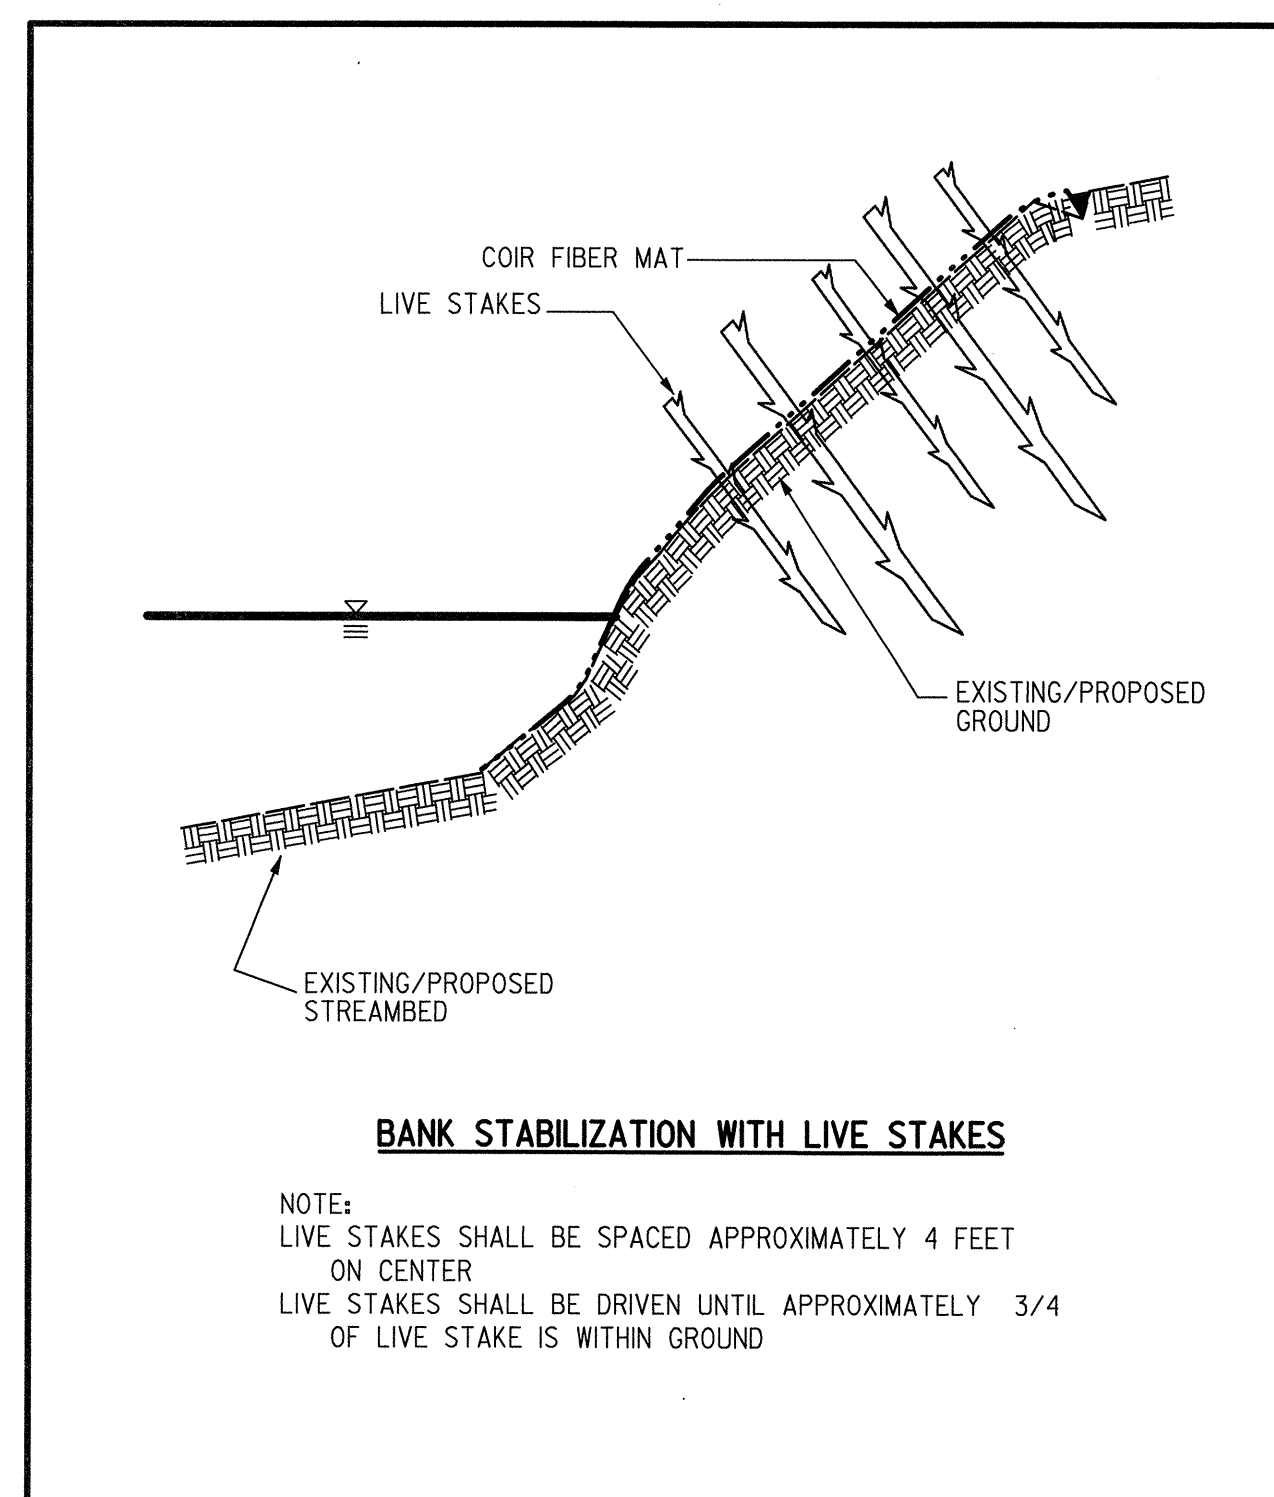 COIR FIBER MAT
LIVE STAKES
EXISTING/PROPOSED
GROUND
EXISTING/PROPOSED
STREAMBED
BANK STABILIZATION WITH LIVE STAKES
NOTE:
LIVE STAKES SHALL BE SPACED APPROXIMATELY 4 FEET
ON CENTER
LIVE STAKES SHALL BE DRIVEN UNTIL APPROXIMATELY 3/4
OF LIVE STAKE IS WITHIN GROUND